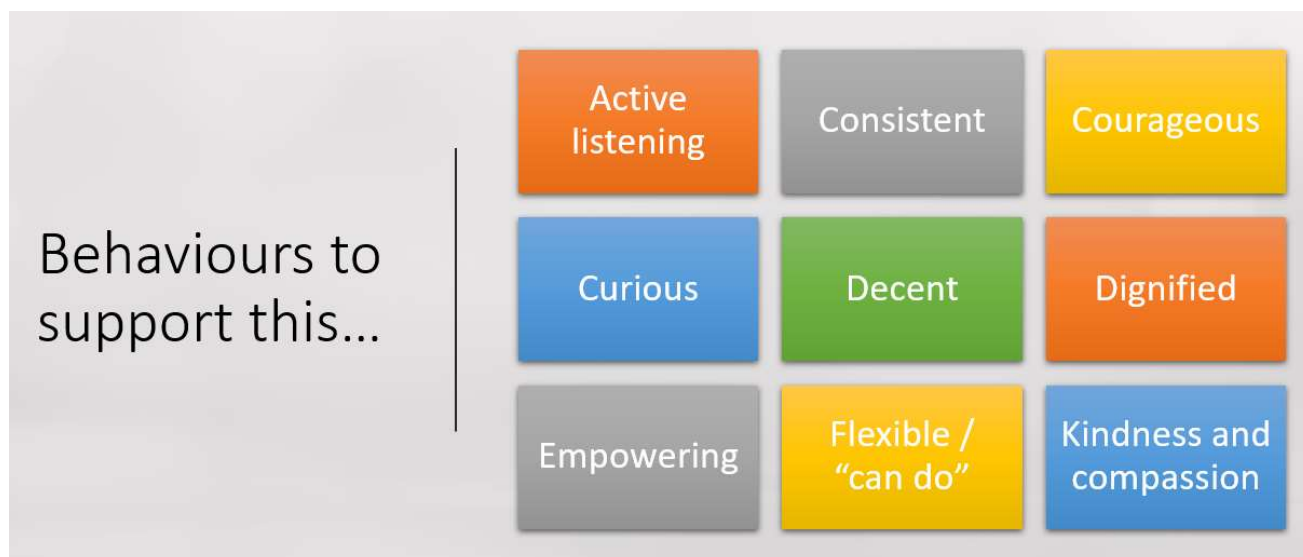 Behaviours to
support this...
Active
listening
Consistent
Courageous
Curious
Decent
Dignified
Empowering
Flexible /
“can do”
Kindness and
compassion